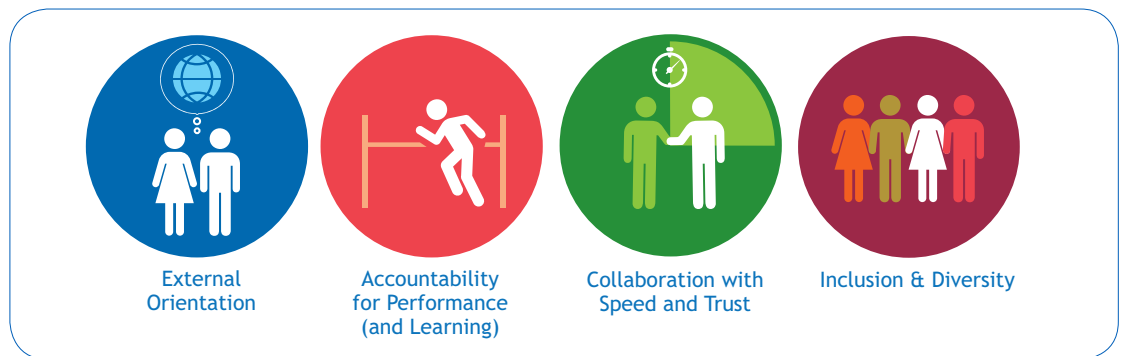 External
Orientation
Accountability
for Performance
(and Learning)
Collaboration with
Speed and Trust
Inclusion & Diversity